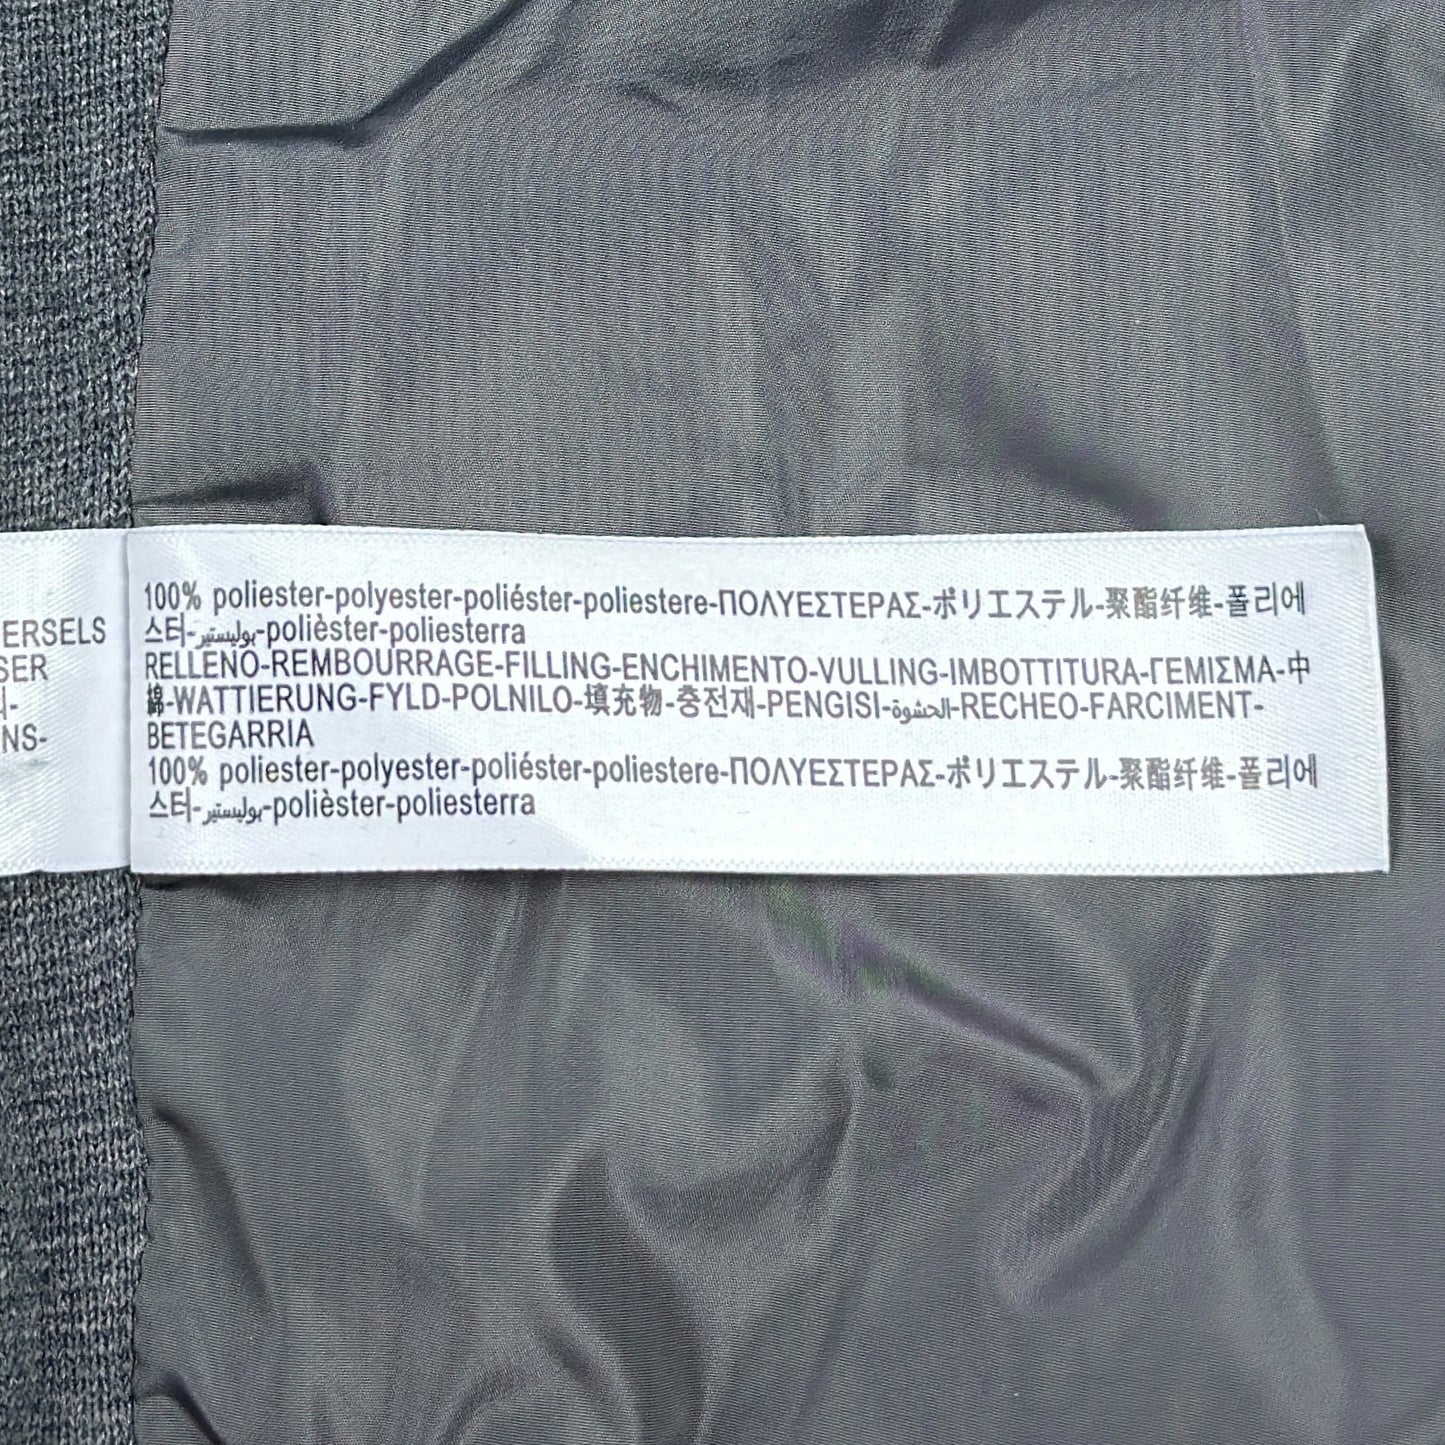 100% poliester-polyester-poliéster-poliestere-ΠΟΛΥΕΣΤΕΡΑΣ-ポリエステル-聚酯纤维-폴리에
스터-بوليستير-polièster-poliesterra
RELLENO-REMBOURRAGE-FILLING-ENCHIMENTO-VULLING-IMBOTTITURA-ΓΕΜΙΣΜΑ-中
綿-WATTIERUNG-FYLD-POLNILO-填充物-충전재-PENGISI-الحشوة-RECHEO-FARCIMENT-
BETEGARRIA
100% poliester-polyester-poliéster-poliestere-ΠΟΛΥΕΣΤΕΡΑΣ-ポリエステル-聚酯纤维-폴리에
스터-بوليستير-polièster-poliesterra
ERSELS
SER
NS-